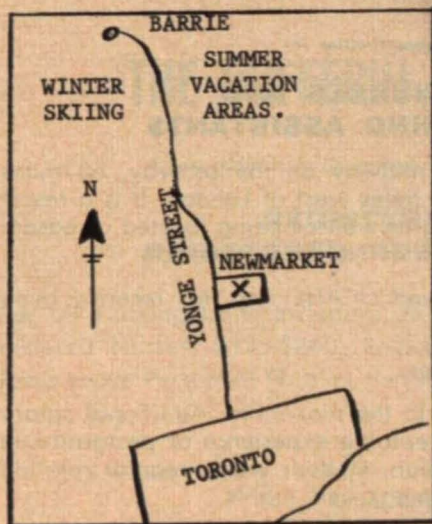 BARRIE
SUMMER
WINTER VACATION
SKIING AREAS.
N
YONGE STREET
NEWMARKET
X
TORONTO